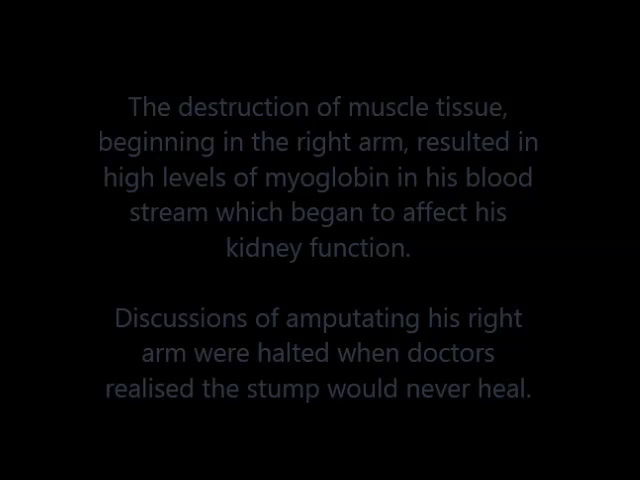 The destruction of muscle tissue,
beginning in the right arm, resulted in
high levels of myoglobin in his blood
stream which began to affect his
kidney function.
Discussions of amputating his right
arm were halted when doctors
realised the stump would never heal.